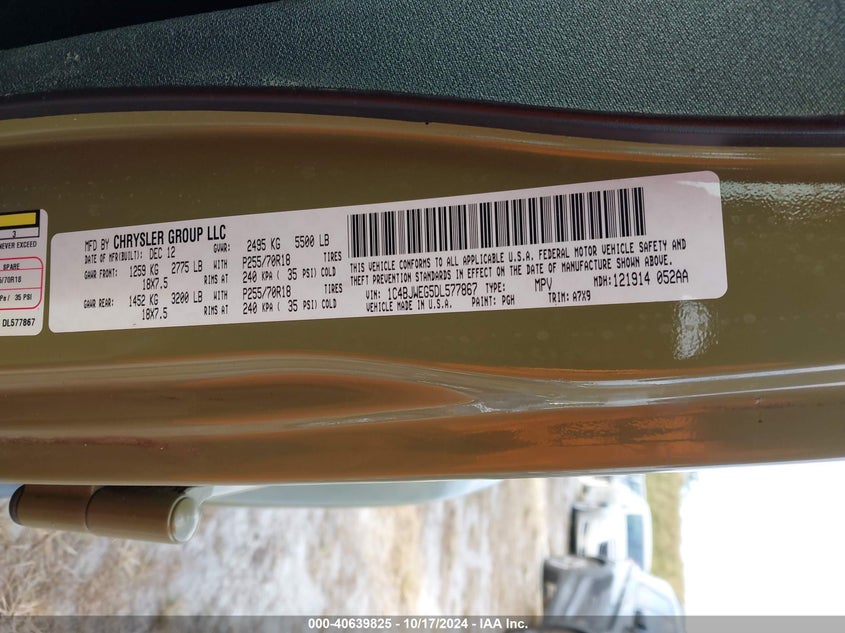 3
NEVER EXCEED
SPARE
5/70R18
Pa / 35 PSI
DL577867
MFD BY CHRYSLER GROUP LLC
DATE OF MFR(BUILT): DEC 12 GVWR: 2495 KG 5500 LB
GAWR FRONT: 1259 KG 2775 LB P255/70R18 TIRES
18X7.5 RIMS AT 240 KPA ( 35 PSI) COLD
GAWR REAR: 1452 KG 3200 LB P255/70R18 TIRES
18X7.5 RIMS AT 240 KPA ( 35 PSI) COLD
THIS VEHICLE CONFORMS TO ALL APPLICABLE U.S.A. FEDERAL MOTOR VEHICLE SAFETY AND
THEFT PREVENTION STANDARDS IN EFFECT ON THE DATE OF MANUFACTURE SHOWN ABOVE.
VIN: 1C4BJWEG5DL577867 TYPE: MPV MDH: 121914 052AA
VEHICLE MADE IN U.S.A. PAINT: PGH TRIM: A7X9
000-40639825 - 10/17/2024 - IAA Inc.